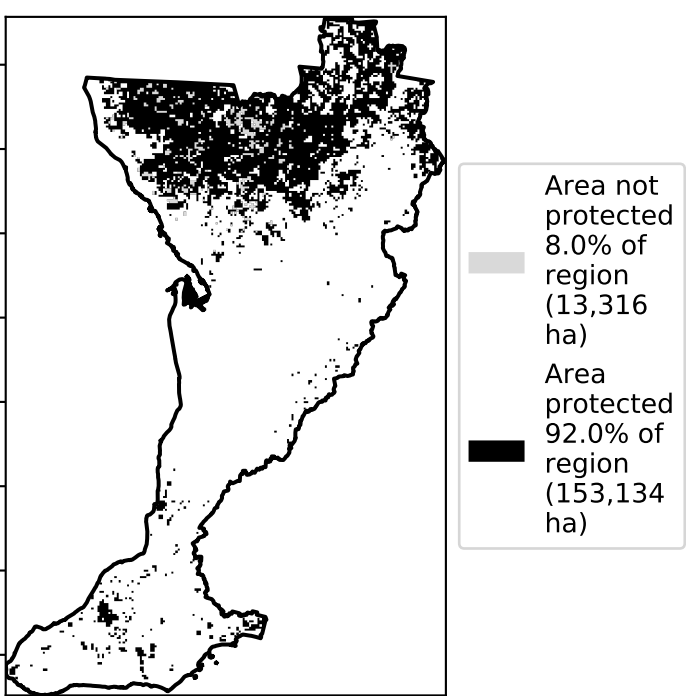 Area not
protected
8.0% of
region
(13,316
ha)
Area
protected
92.0% of
region
(153,134
ha)